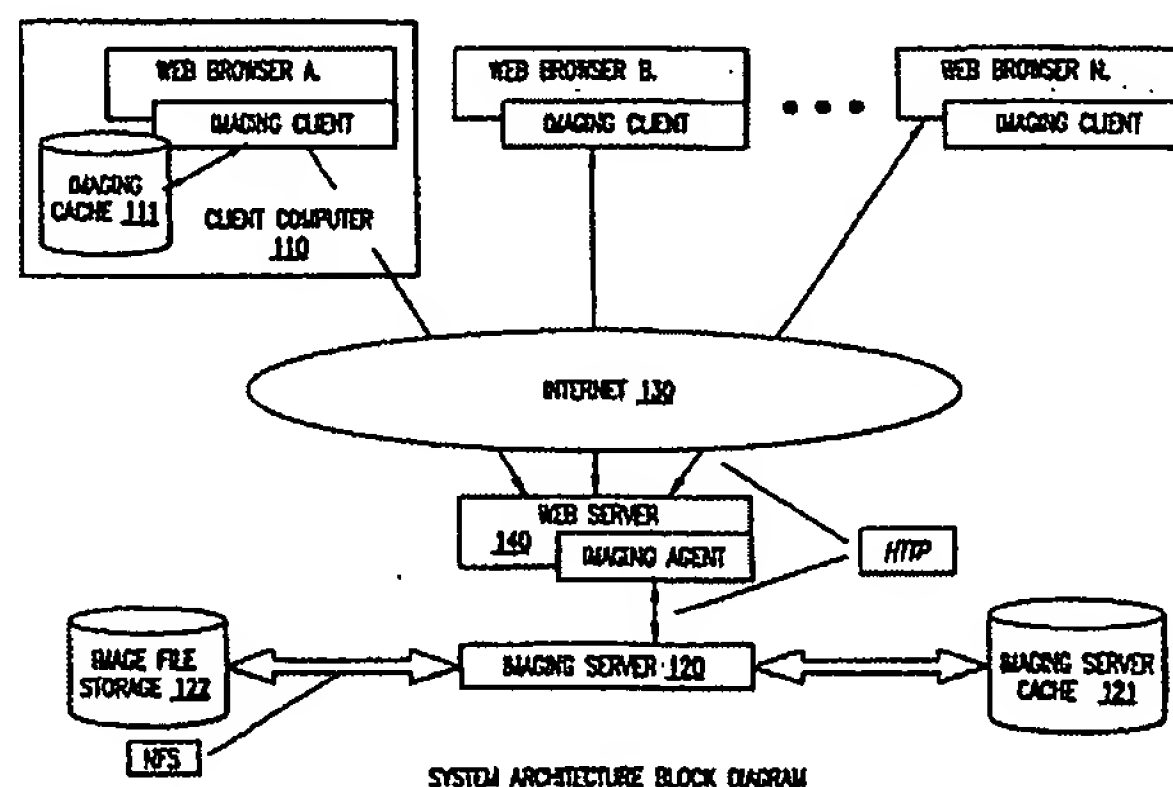 WEB BROWSER A.
IMAGING CLIENT
IMAGING
CACHE 111
CLIENT COMPUTER
110
WEB BROWSER B.
IMAGING CLIENT
WEB BROWSER N.
IMAGING CLIENT
INTERNET 130
WEB SERVER
140
IMAGING AGENT
HTTP
IMAGE FILE
STORAGE 122
IMAGING SERVER 120
IMAGING SERVER
CACHE 121
NFS
SYSTEM ARCHITECTURE BLOCK DIAGRAM